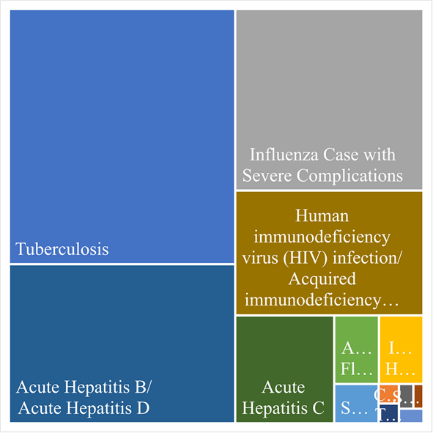 Tuberculosis
Influenza Case with
Severe Complications
Human
immunodeficiency
virus (HIV) infection/
Acquired
immunodeficiency…
Acute Hepatitis B/
Acute Hepatitis D
Acute
Hepatitis C
A…
Fl…
I…
H…
S…
C…
S…
T…